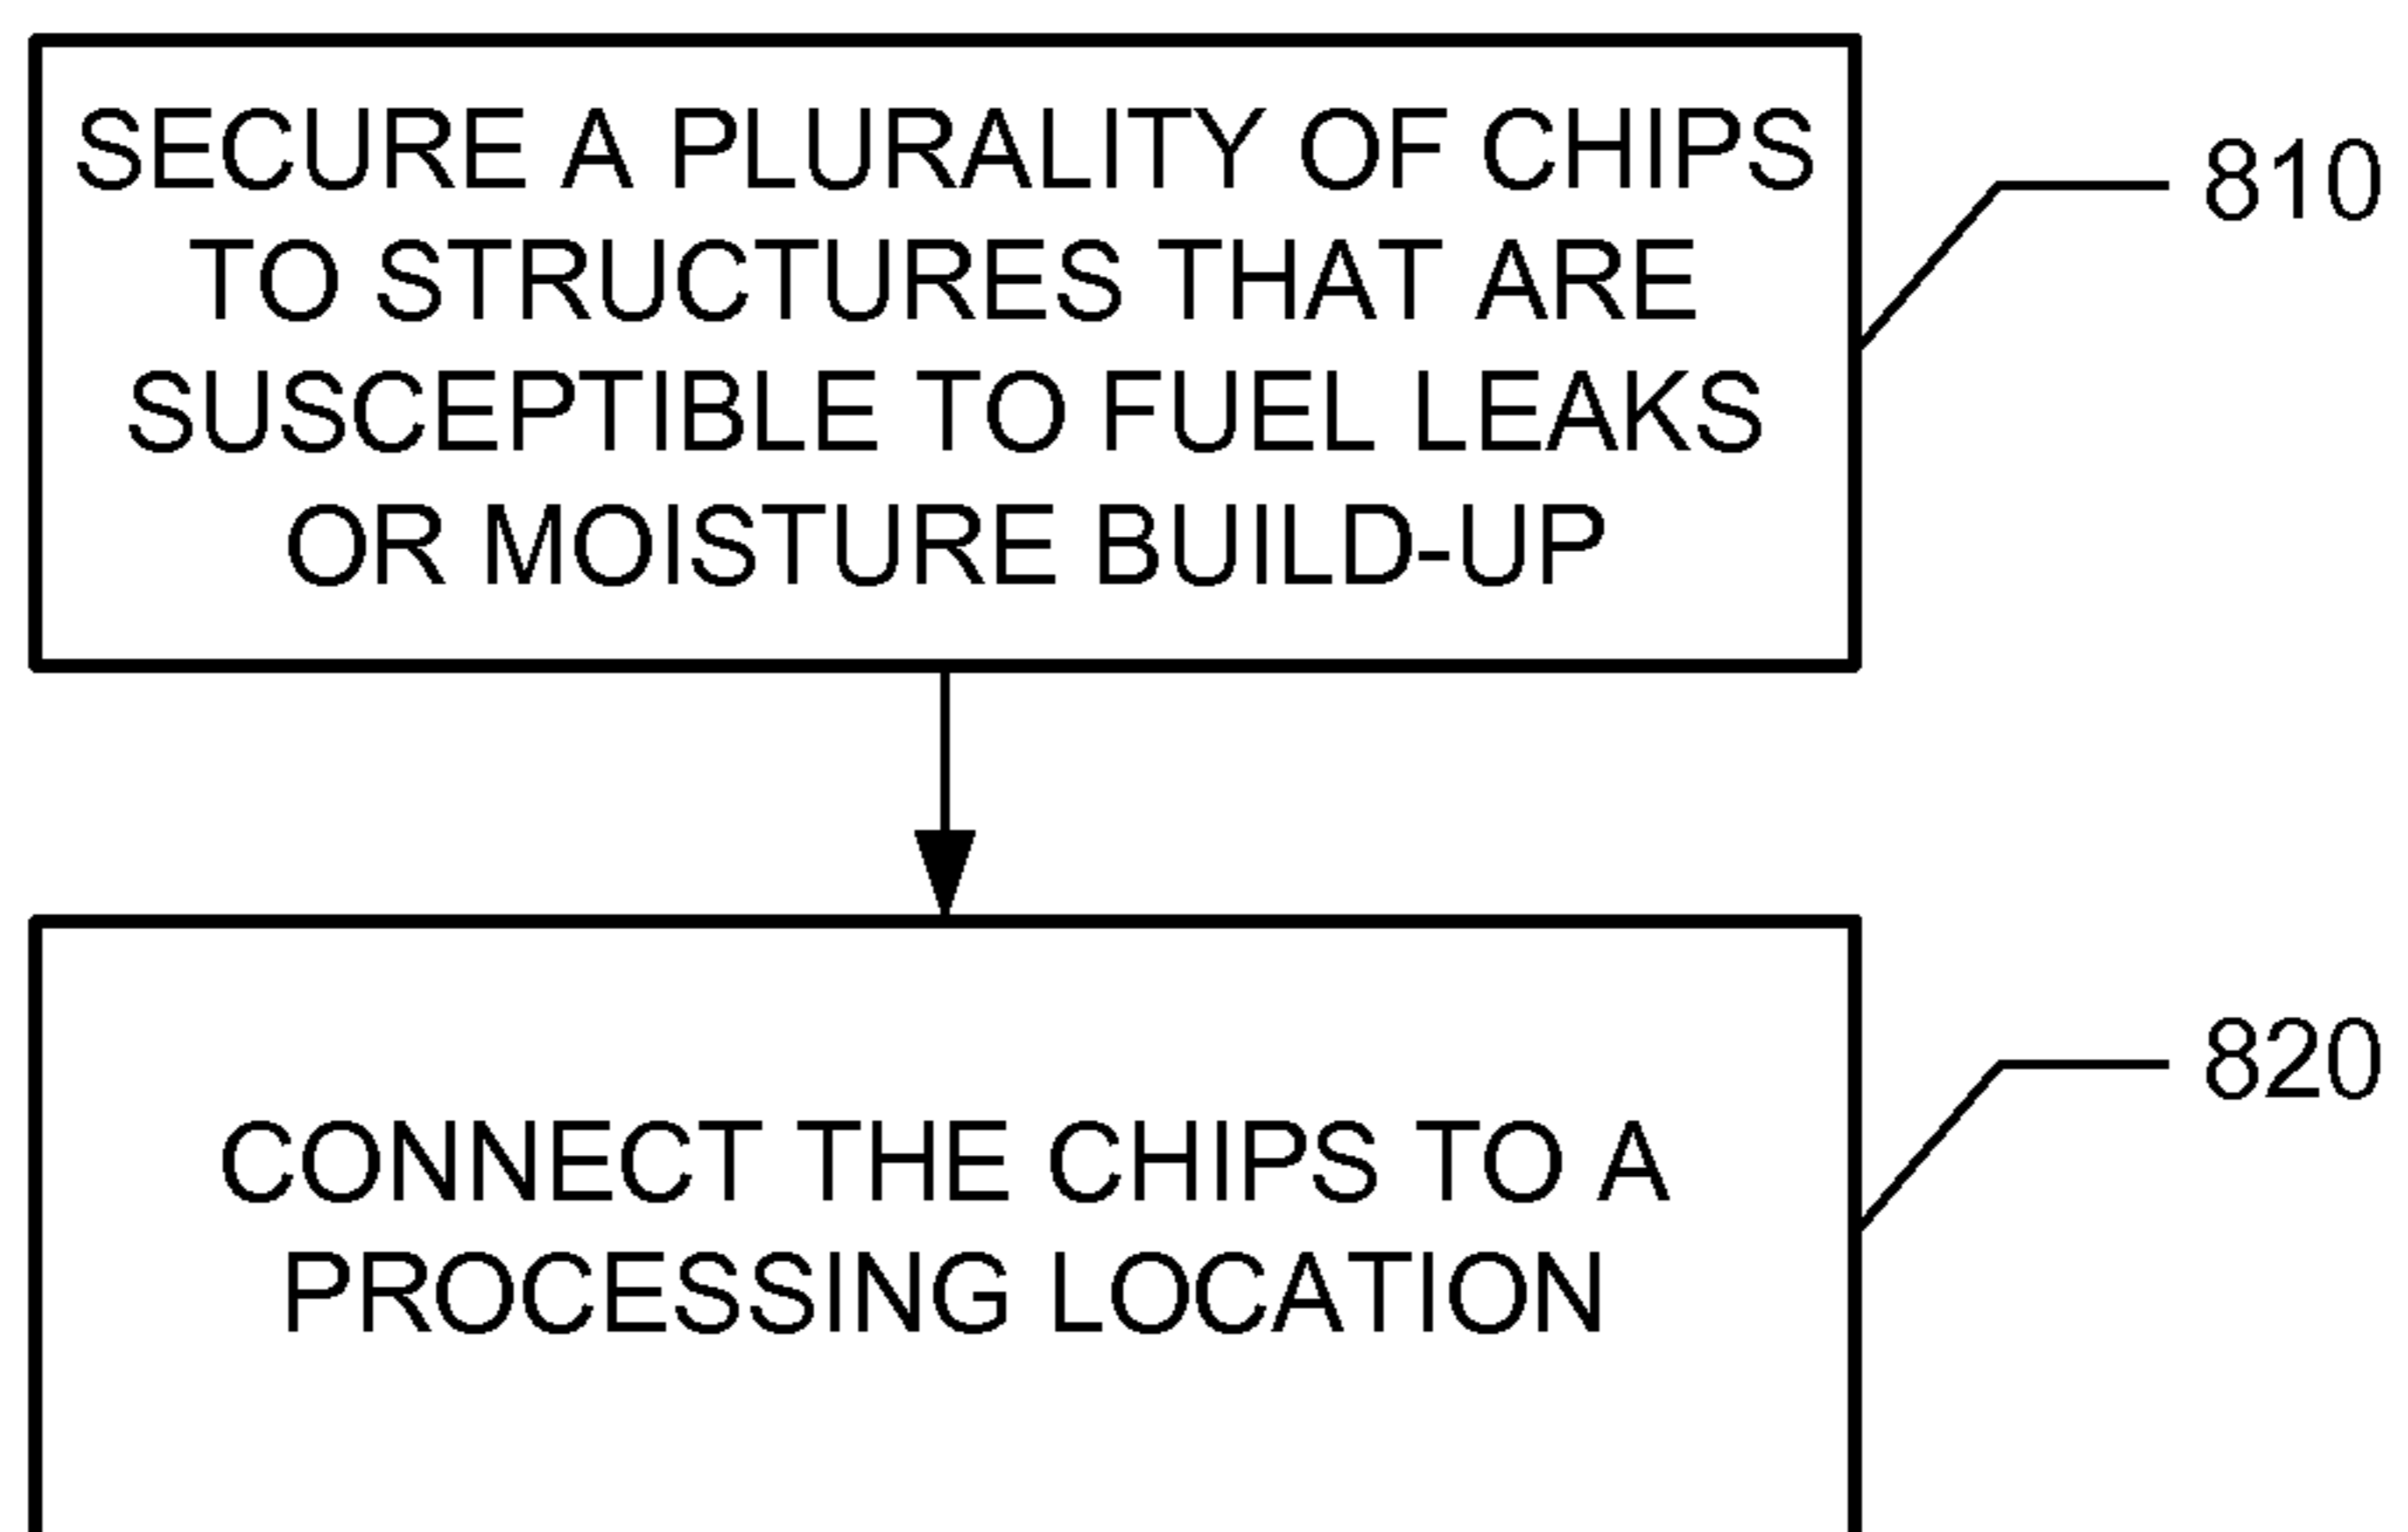 SECURE A PLURALITY OF CHIPS
TO STRUCTURES THAT ARE
SUSCEPTIBLE TO FUEL LEAKS
OR MOISTURE BUILD-UP
810
CONNECT THE CHIPS TO A
PROCESSING LOCATION
820